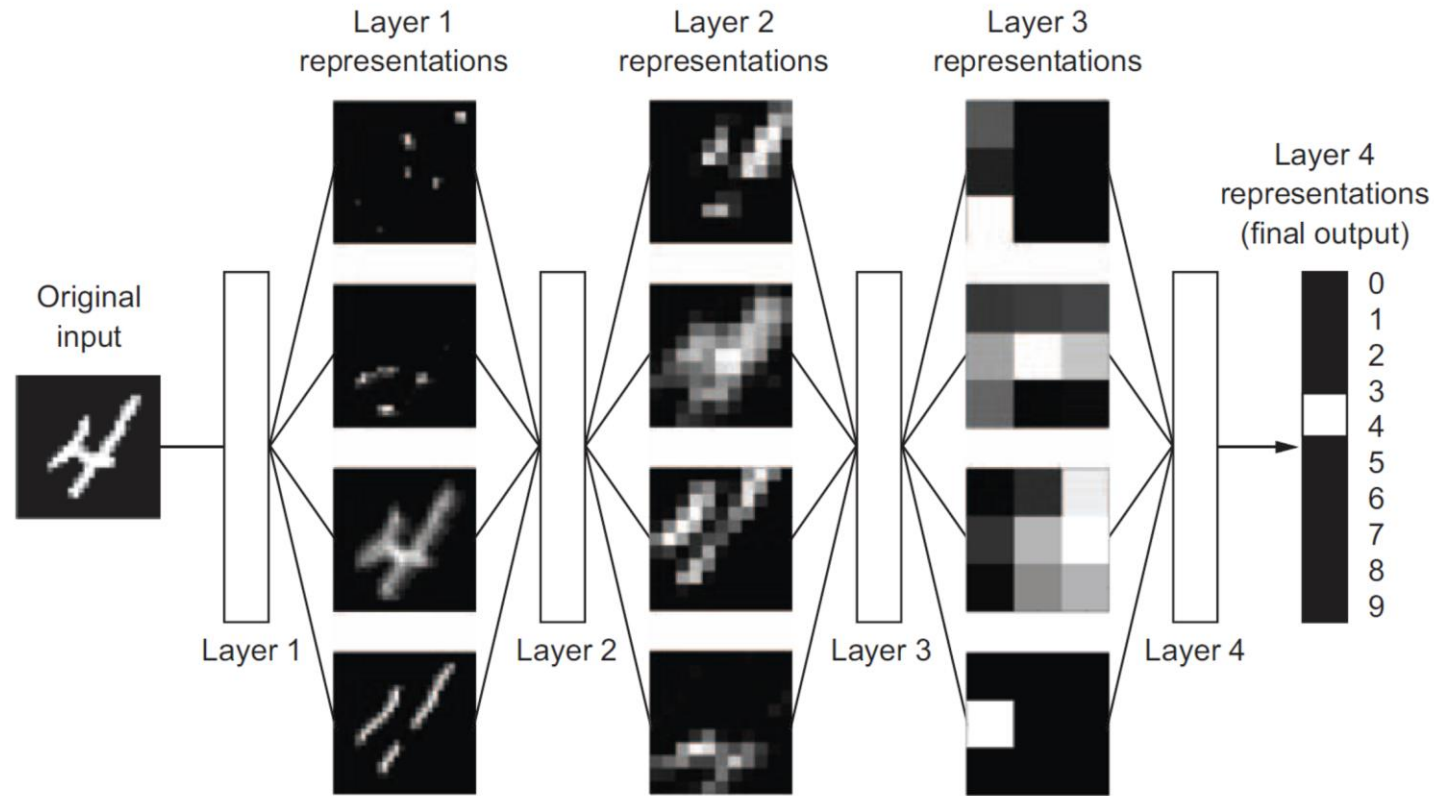 Layer 1
representations
Layer 2
representations
Layer 3
representations
Layer 4
representations
(final output)
Original
input
0
1
2
3
4
5
6
7
8
9
Layer 1
Layer 2
Layer 3
Layer 4